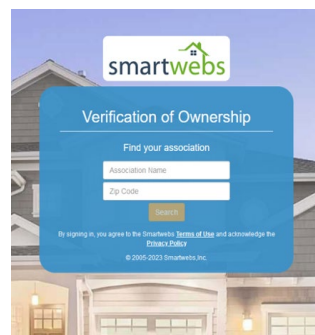 smartwebs
Verification of Ownership
Find your association
Association Name
Zip Code
Search
By signing in, you agree to the Smartwebs Terms of Use and acknowledge the
Privacy Policy
© 2005-2023 Smartwebs,Inc.